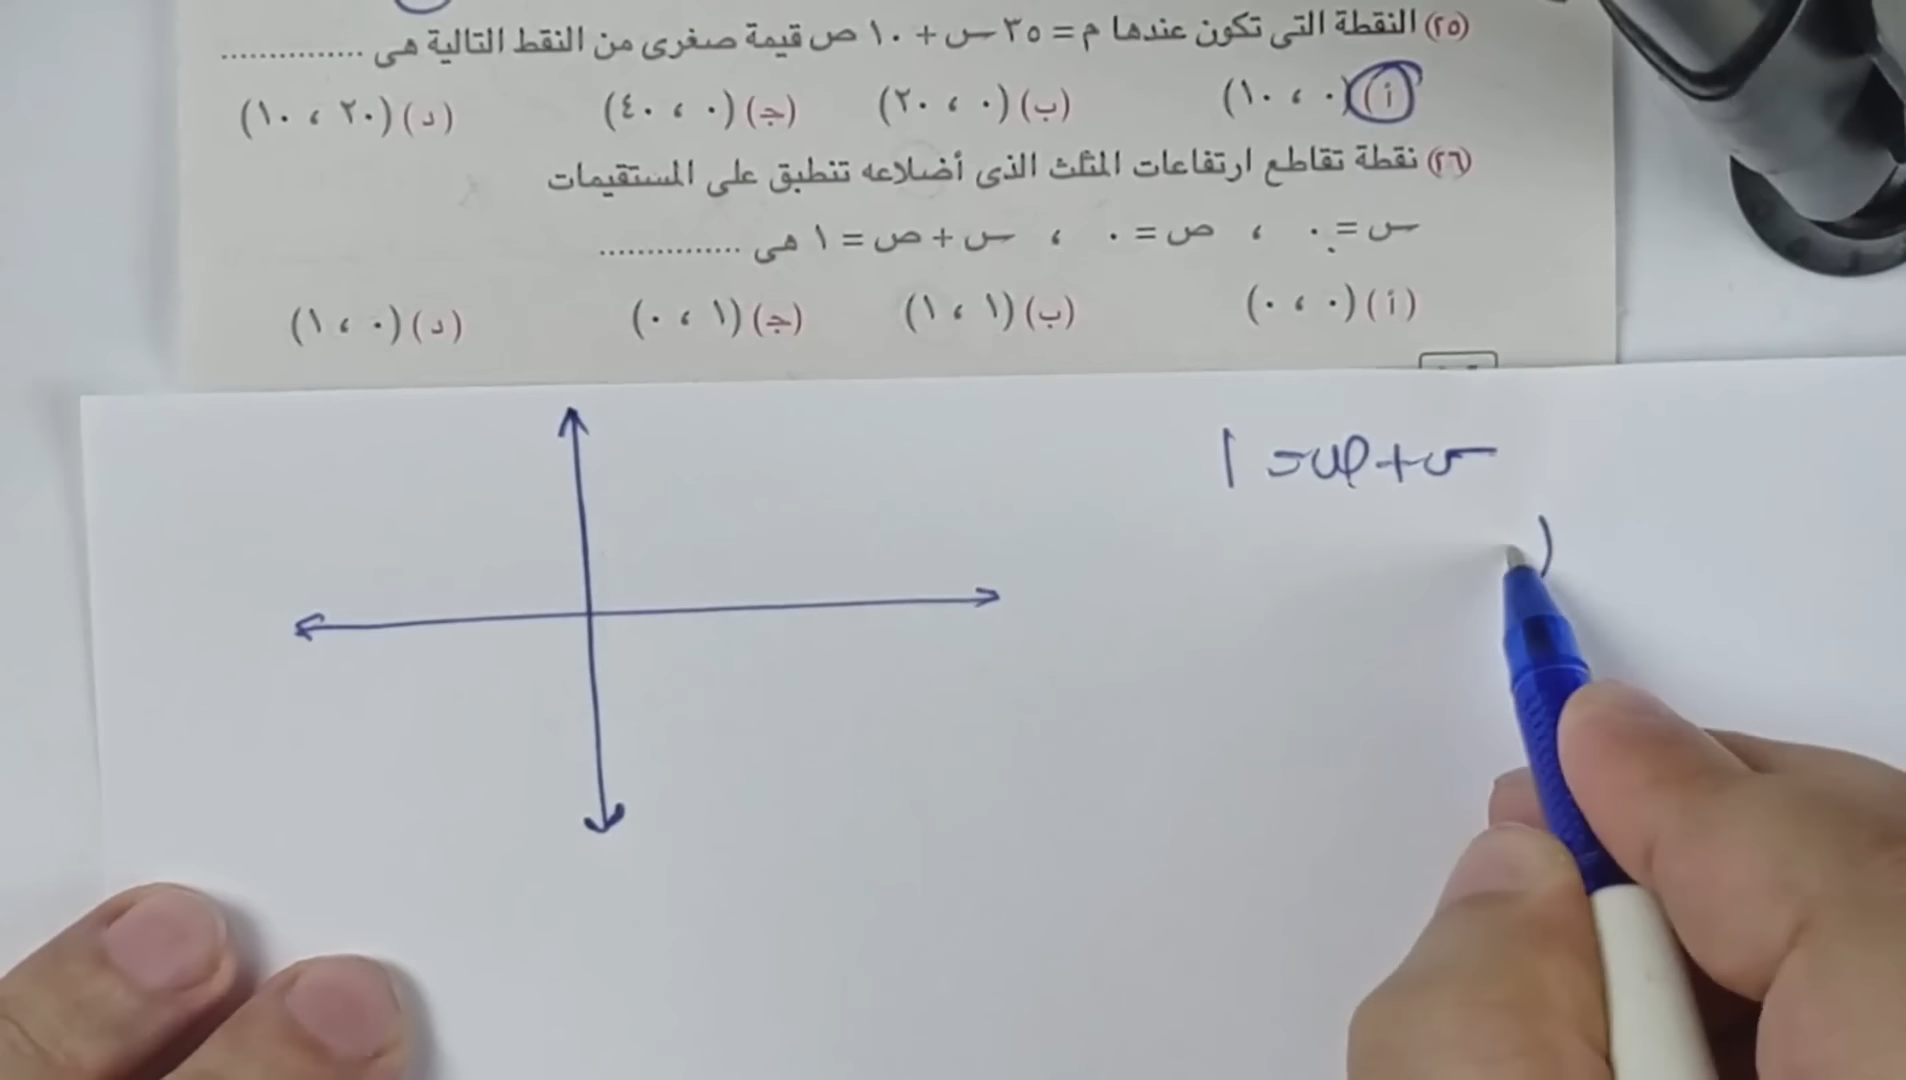 (٢٥) النقطة التى تكون عندها م = ٣٥ س + ١٠ ص قيمة صغرى من النقط التالية هى ...............
(أ) (٠ ، ١٠) (ب) (٠ ، ٢٠) (جـ) (٠ ، ٤٠) (د) (٢٠ ، ١٠)
(٢٦) نقطة تقاطع ارتفاعات المثلث الذى أضلاعه تنطبق على المستقيمات
س = ٠ ، ص = ٠ ، س + ص = ١ هى ...............
(أ) (٠ ، ٠) (ب) (١ ، ١) (جـ) (١ ، ٠) (د) (٠ ، ١)
س + ص = ١
(